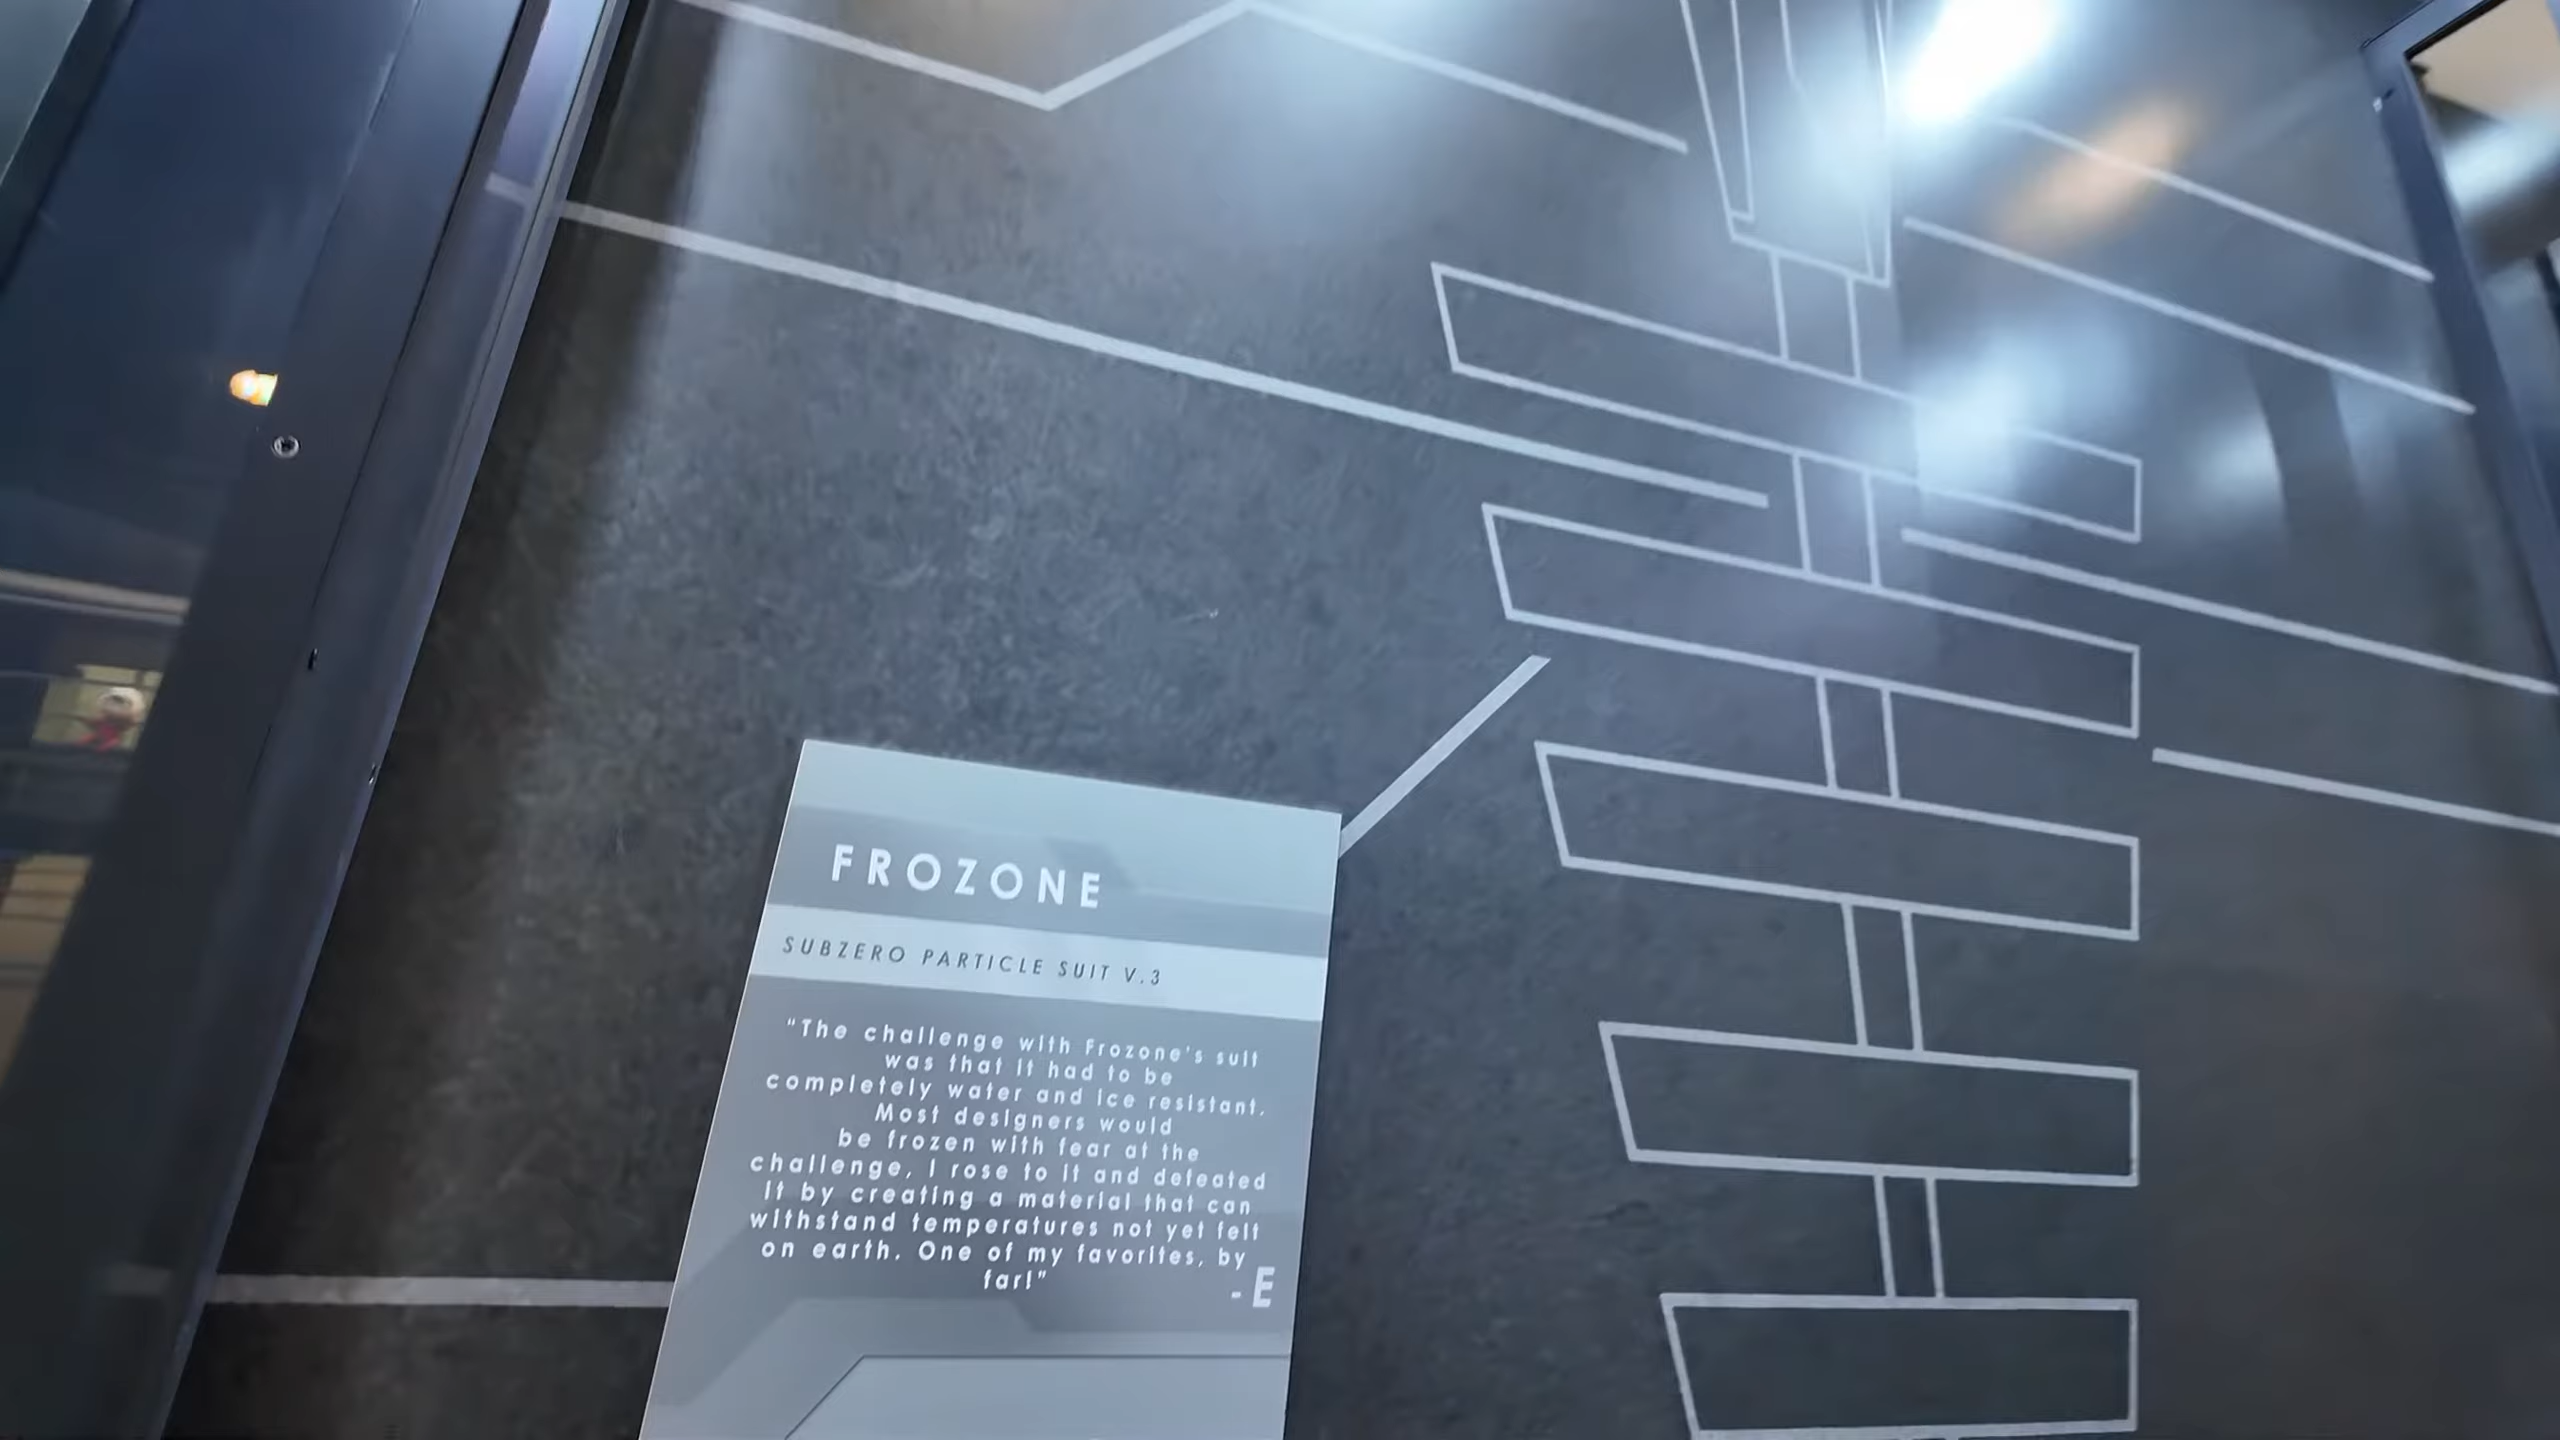 FROZONE
SUBZERO PARTICLE SUIT V.3
"The challenge with Frozone's suit
was that it had to be
completely water and ice resistant.
Most designers would
be frozen with fear at the
challenge, I rose to it and defeated
it by creating a material that can
withstand temperatures not yet felt
on earth. One of my favorites, by
far!"
- E